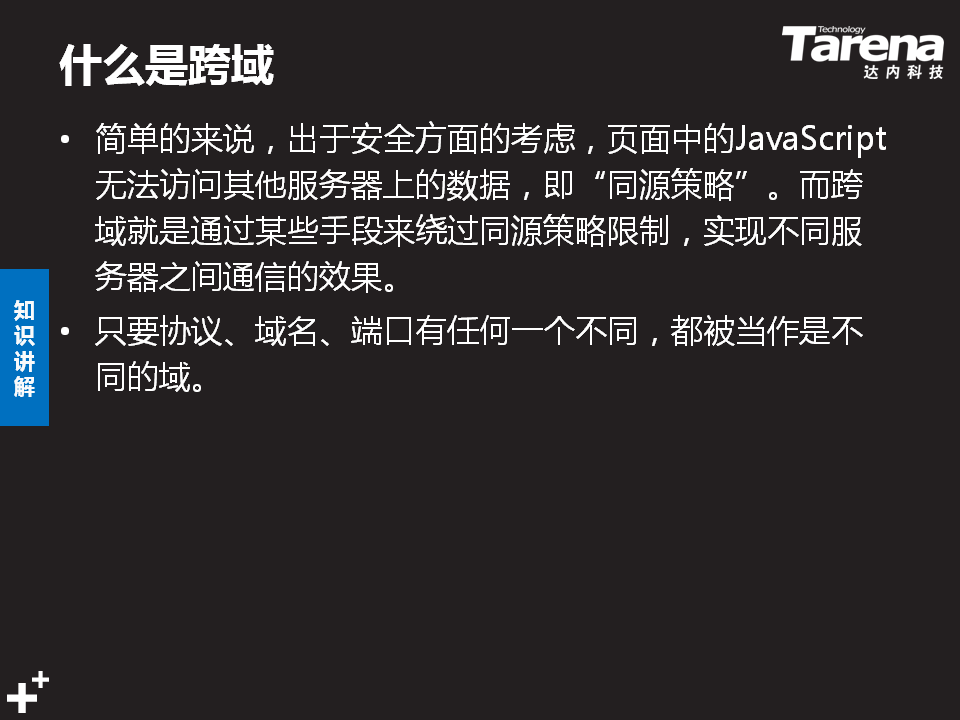 什么是跨域
Technology
Tarena
达内科技
• 简单的来说，出于安全方面的考虑，页面中的JavaScript
无法访问其他服务器上的数据，即“同源策略”。而跨
域就是通过某些手段来绕过同源策略限制，实现不同服
务器之间通信的效果。
• 只要协议、域名、端口有任何一个不同，都被当作是不
同的域。
知
识
讲
解